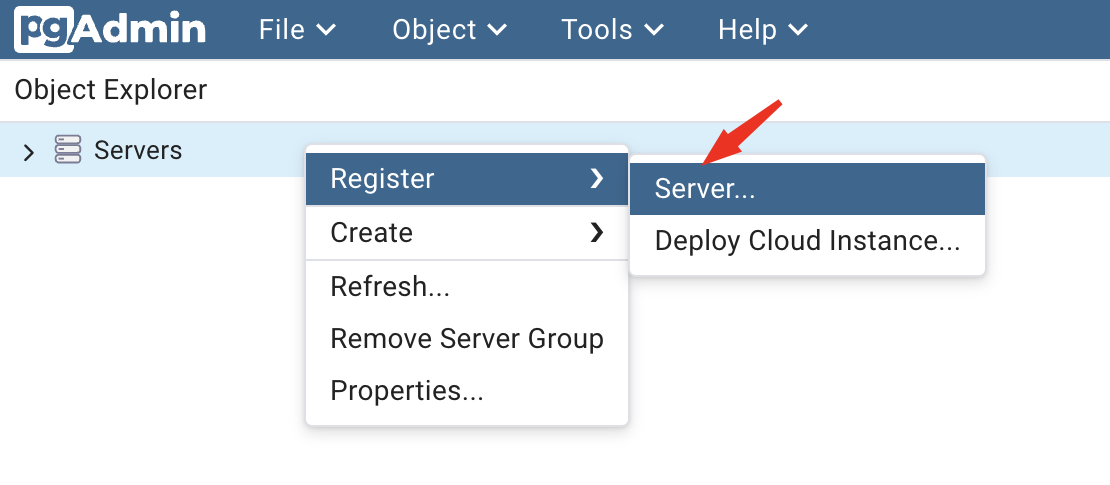 pgAdmin File Object Tools Help
Object Explorer
Servers
Register
Create
Refresh...
Remove Server Group
Properties...
Server...
Deploy Cloud Instance...